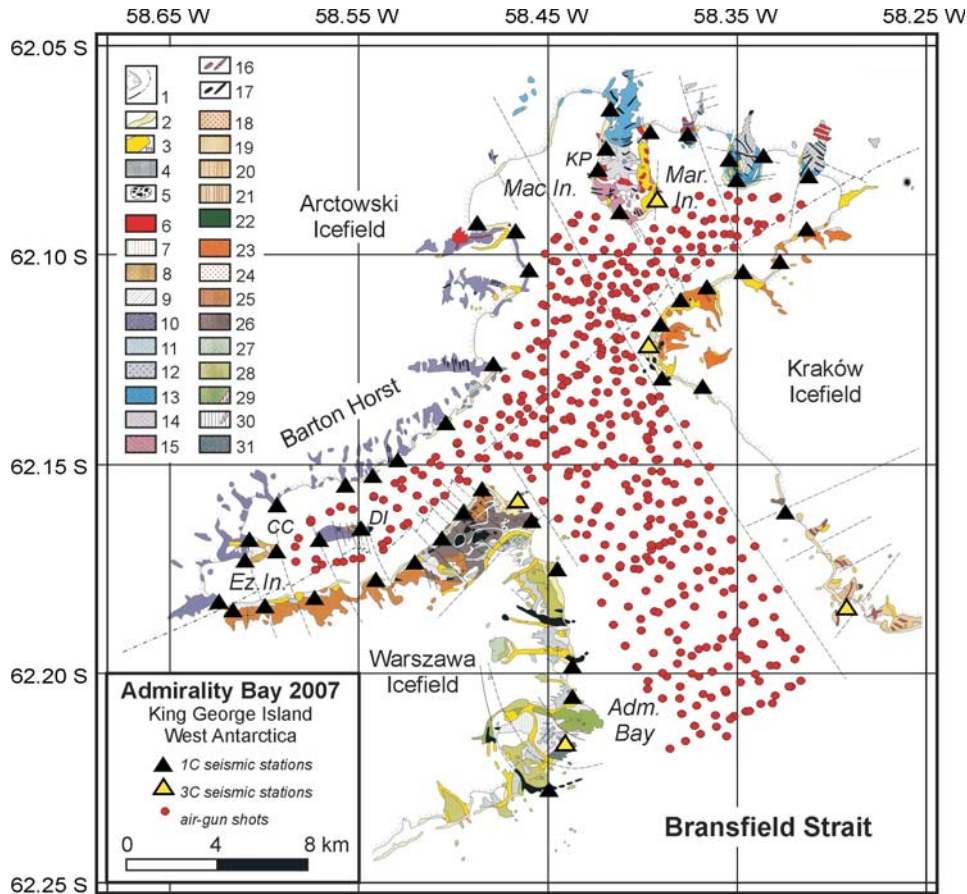 58.65 W 58.55 W 58.45 W 58.35 W 58.25 W
62.05 S
62.10 S
62.15 S
62.20 S
62.25 S
1
2
3
4
5
6
7
8
9
10
11
12
13
14
15
16
17
18
19
20
21
22
23
24
25
26
27
28
29
30
31
KP
Mac In.
Mar.
In.
Arctowski
Icefield
Kraków
Icefield
Barton Horst
CC
DI
Ez In.
Warszawa
Icefield
Adm.
Bay
Bransfield Strait
Admirality Bay 2007
King George Island
West Antarctica
1C seismic stations
3C seismic stations
air-gun shots
0 4 8 km